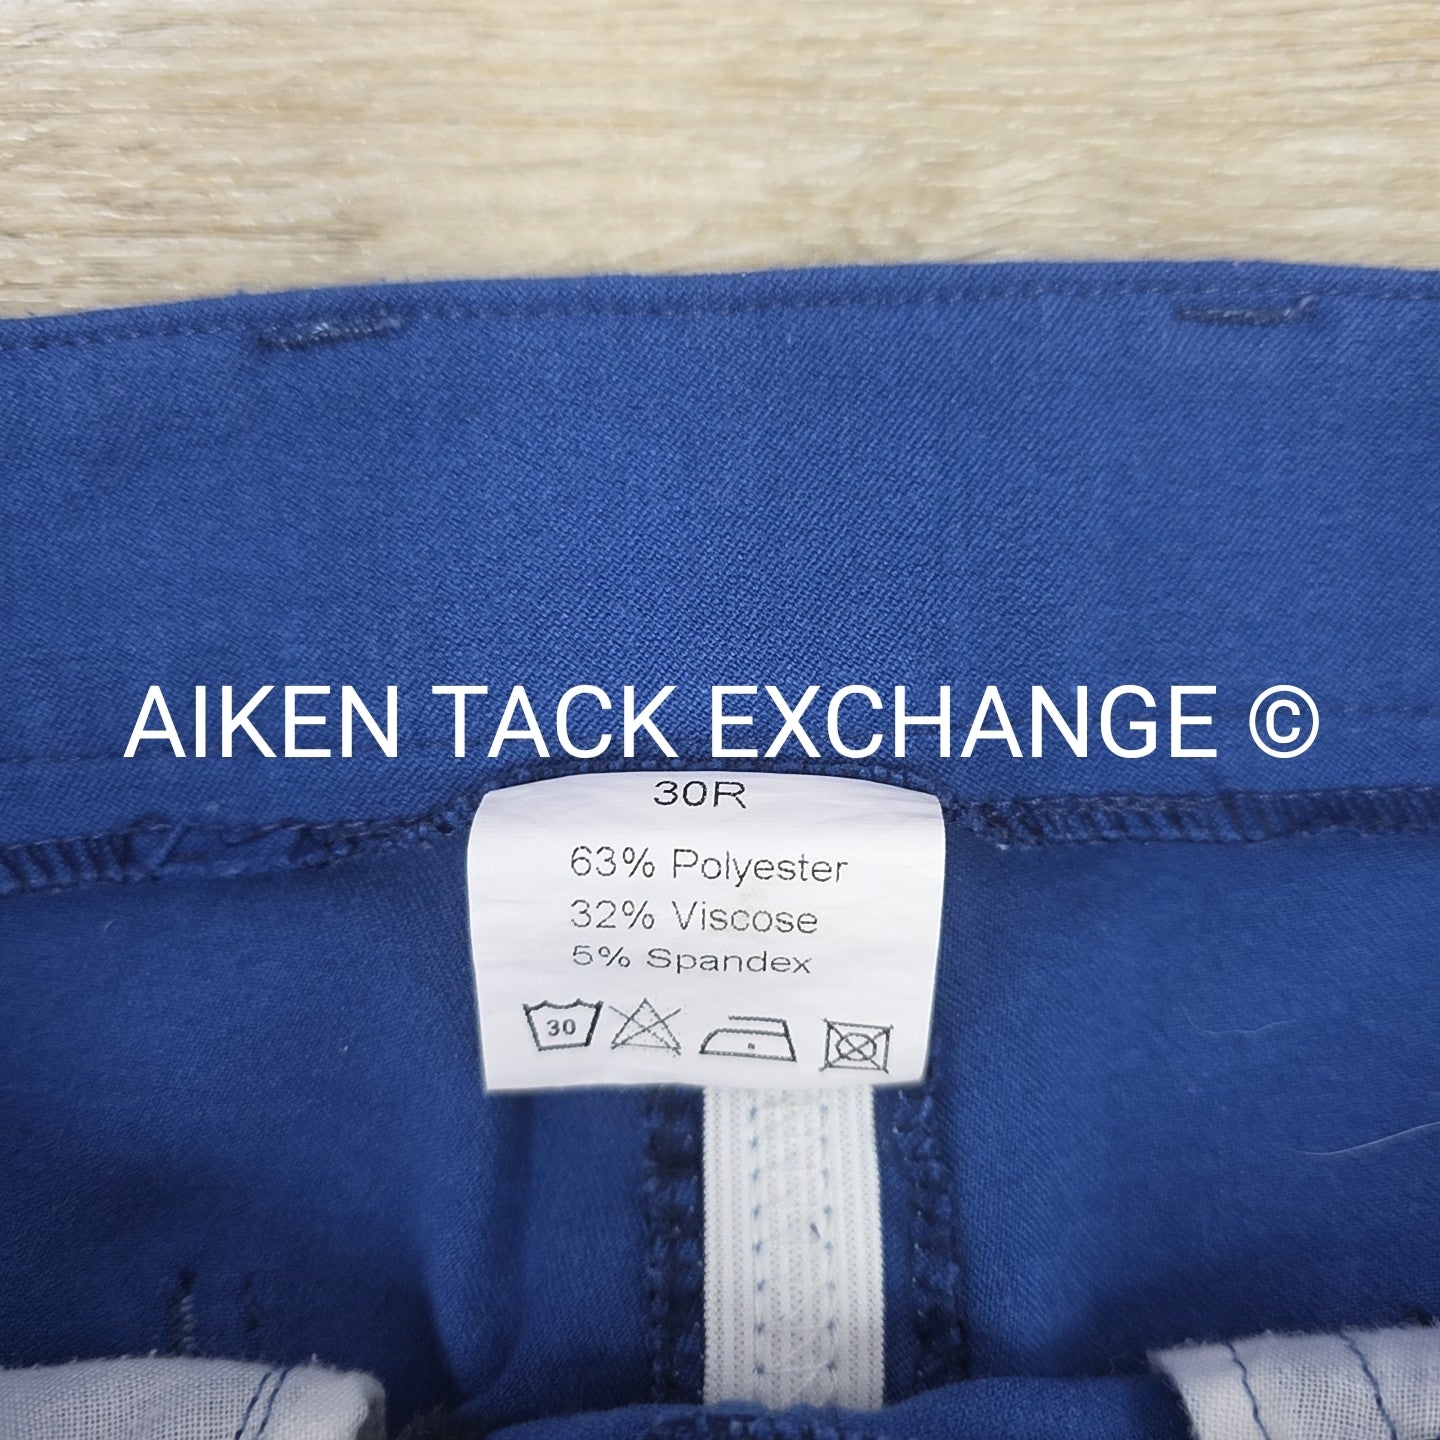 AIKEN TACK EXCHANGE ©
30R
63% Polyester
32% Viscose
5% Spandex
30